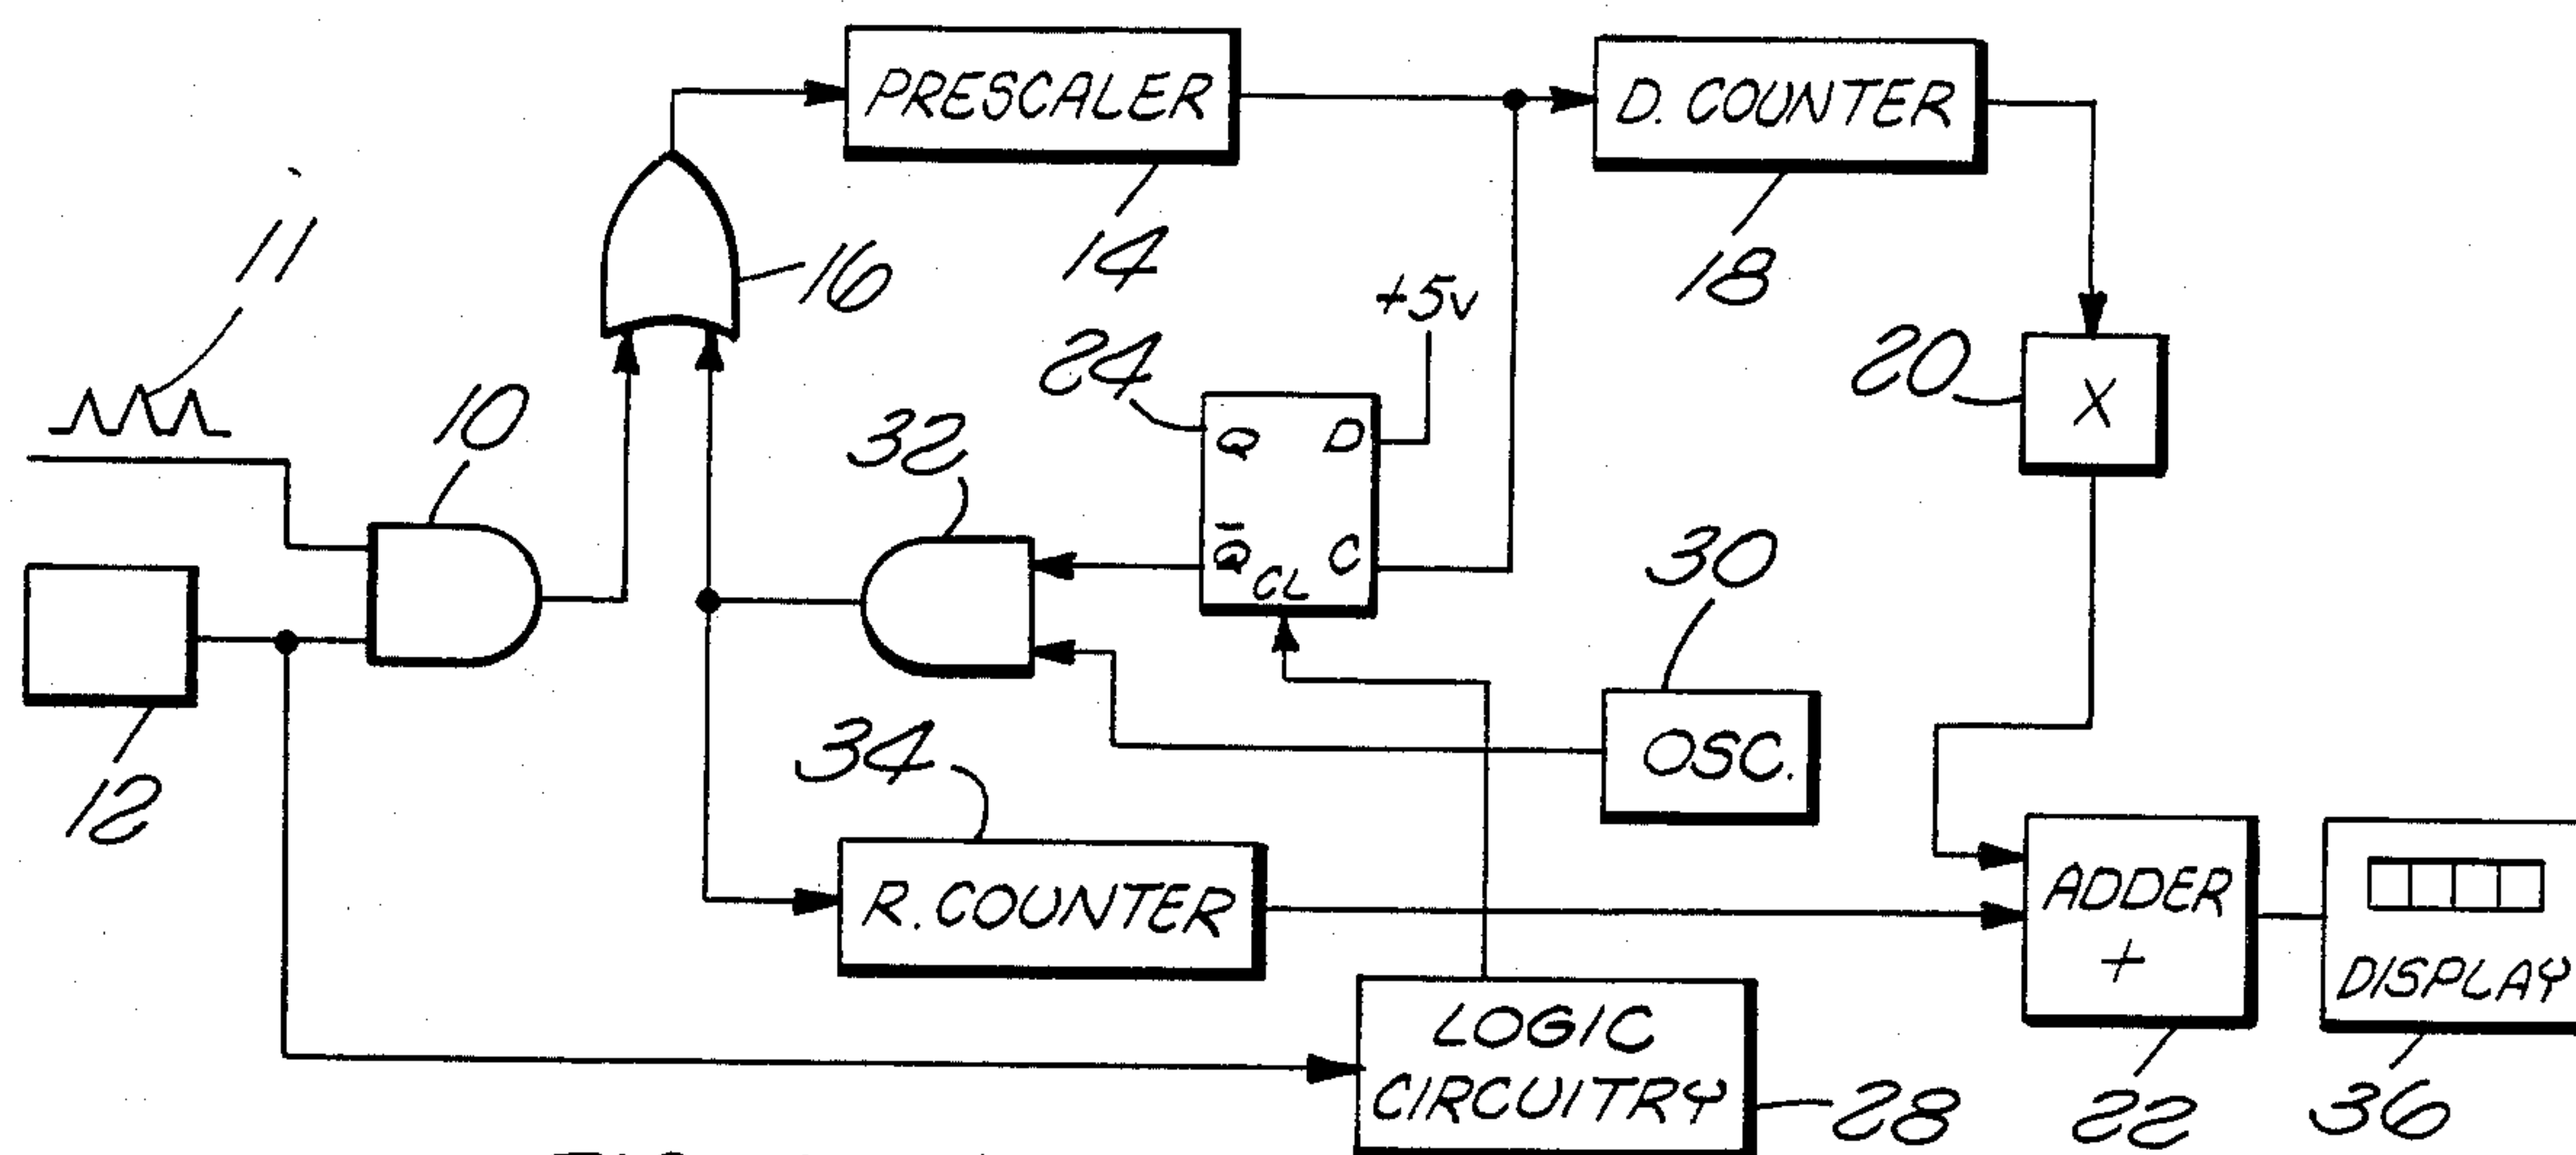 PRESCALER
D. COUNTER
11
16
14
18
+5v
10
24
20
X
32
Q D
Q̅ C
CL
30
34
OSC.
12
R. COUNTER
ADDER
+
DISPLAY
LOGIC
CIRCUITRY
28
22
36